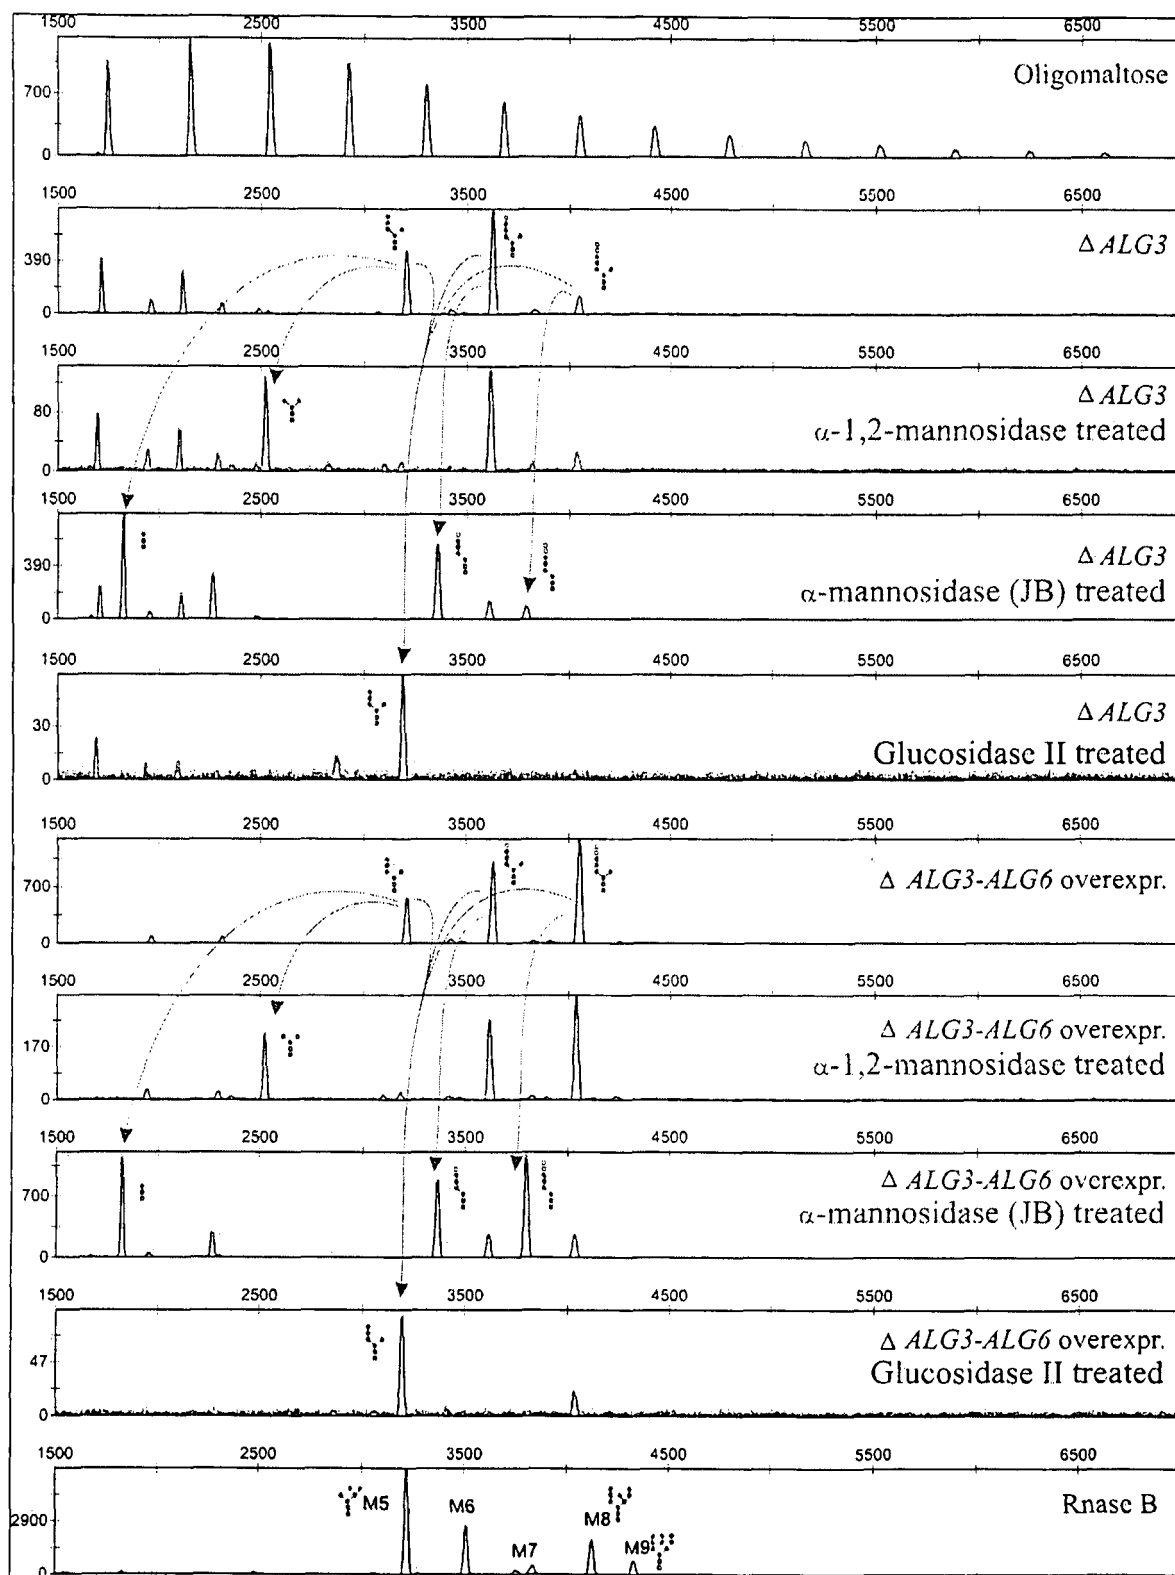 1500 2500 3500 4500 5500 6500
Oligomaltose
700
0
1500 2500 3500 4500 5500 6500
Δ ALG3
390
0
1500 2500 3500 4500 5500 6500
Δ ALG3
α-1,2-mannosidase treated
80
0
1500 2500 3500 4500 5500 6500
Δ ALG3
α-mannosidase (JB) treated
390
0
1500 2500 3500 4500 5500 6500
Δ ALG3
Glucosidase II treated
30
0
1500 2500 3500 4500 5500 6500
Δ ALG3-ALG6 overexpr.
700
0
1500 2500 3500 4500 5500 6500
Δ ALG3-ALG6 overexpr.
α-1,2-mannosidase treated
170
0
1500 2500 3500 4500 5500 6500
Δ ALG3-ALG6 overexpr.
α-mannosidase (JB) treated
700
0
1500 2500 3500 4500 5500 6500
Δ ALG3-ALG6 overexpr.
Glucosidase II treated
47
0
1500 2500 3500 4500 5500 6500
Rnase B
M5 M6 M7 M8 M9
2900
0